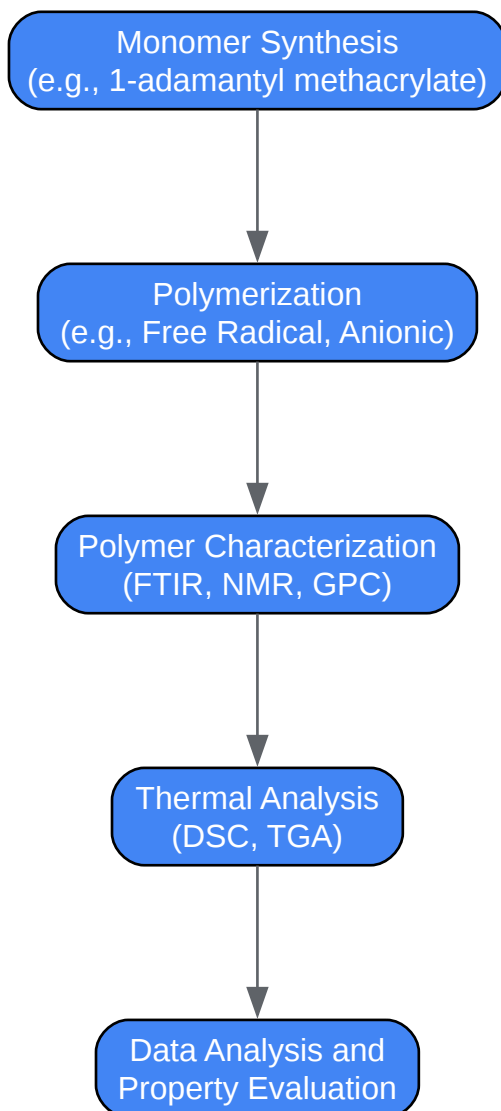 Monomer Synthesis
(e.g., 1-adamantyl methacrylate)
Polymerization
(e.g., Free Radical, Anionic)
Polymer Characterization
(FTIR, NMR, GPC)
Thermal Analysis
(DSC, TGA)
Data Analysis and
Property Evaluation